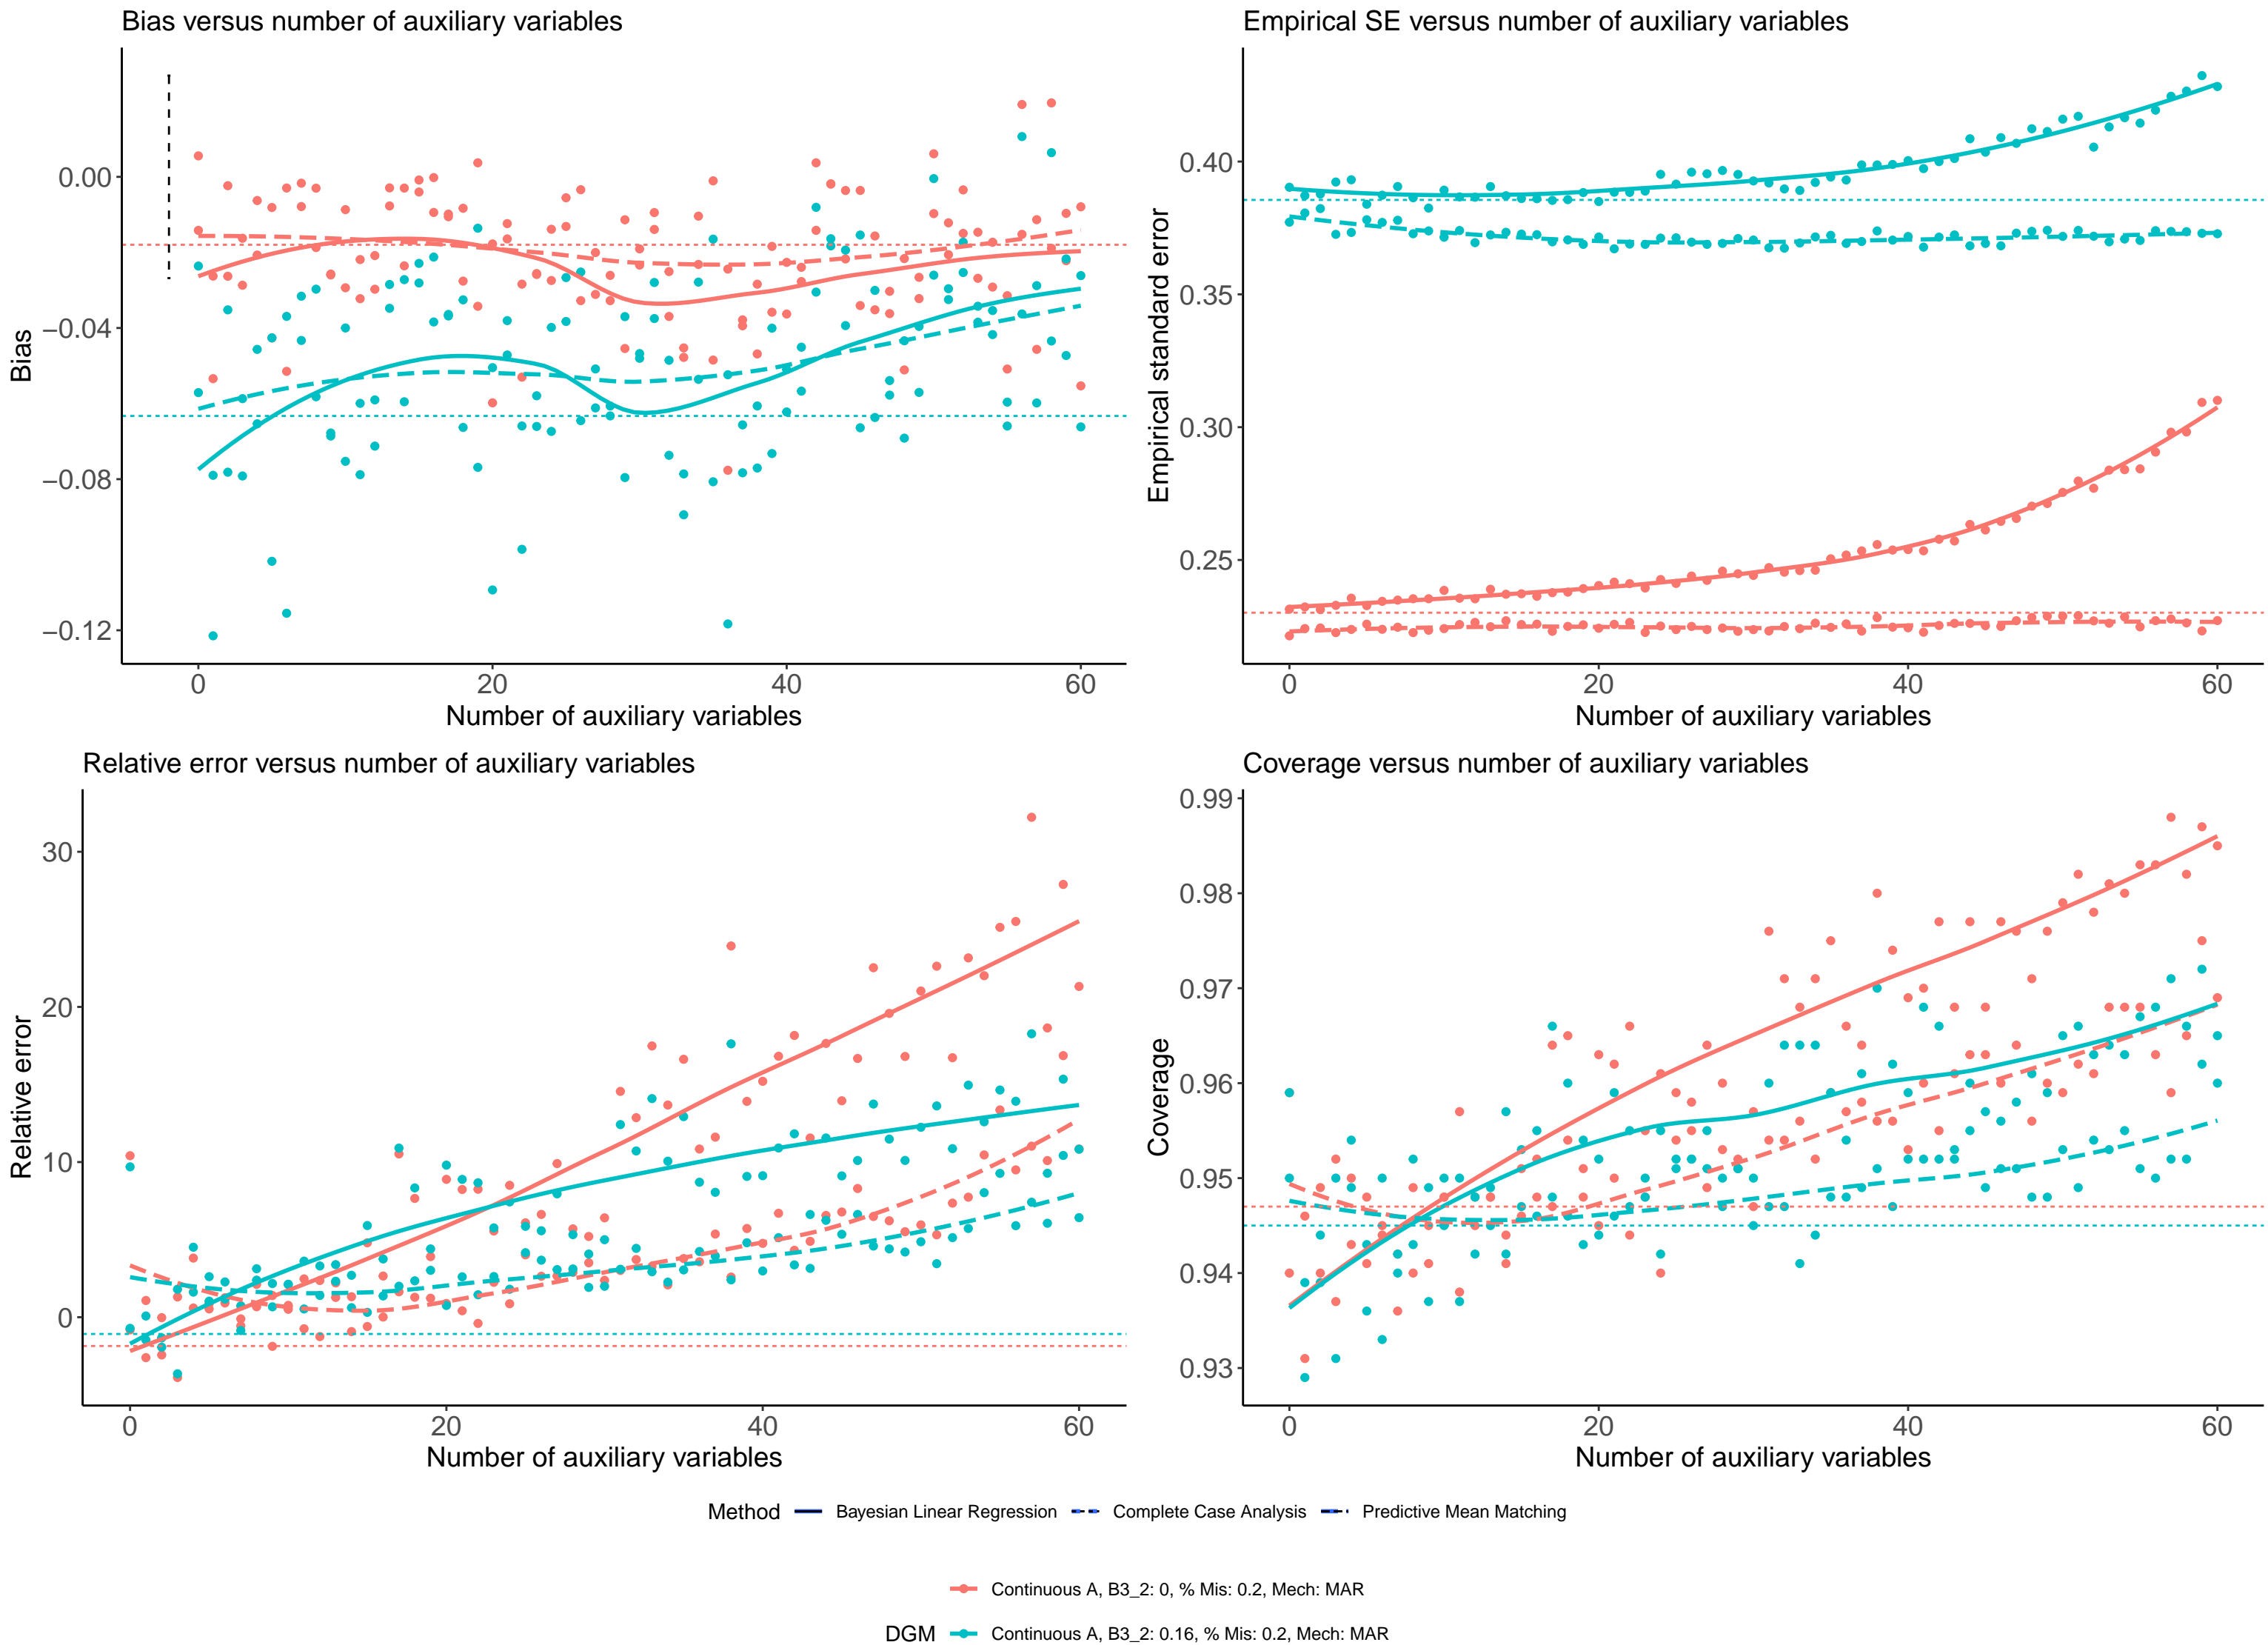 Bias versus number of auxiliary variables
Bias
0.00
−0.04
−0.08
−0.12
0 20 40 60
Number of auxiliary variables
Empirical SE versus number of auxiliary variables
Empirical standard error
0.40
0.35
0.30
0.25
0 20 40 60
Number of auxiliary variables
Relative error versus number of auxiliary variables
Relative error
30
20
10
0
0 20 40 60
Number of auxiliary variables
Coverage versus number of auxiliary variables
Coverage
0.99
0.98
0.97
0.96
0.95
0.94
0.93
0 20 40 60
Number of auxiliary variables
Method Bayesian Linear Regression Complete Case Analysis Predictive Mean Matching
Continuous A, B3_2: 0, % Mis: 0.2, Mech: MAR
DGM Continuous A, B3_2: 0.16, % Mis: 0.2, Mech: MAR